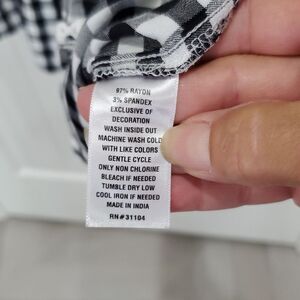 97% RAYON
3% SPANDEX
EXCLUSIVE OF
DECORATION
WASH INSIDE OUT
MACHINE WASH COLD
WITH LIKE COLORS
GENTLE CYCLE
ONLY NON CHLORINE
BLEACH IF NEEDED
TUMBLE DRY LOW
COOL IRON IF NEEDED
MADE IN INDIA
RN#31104